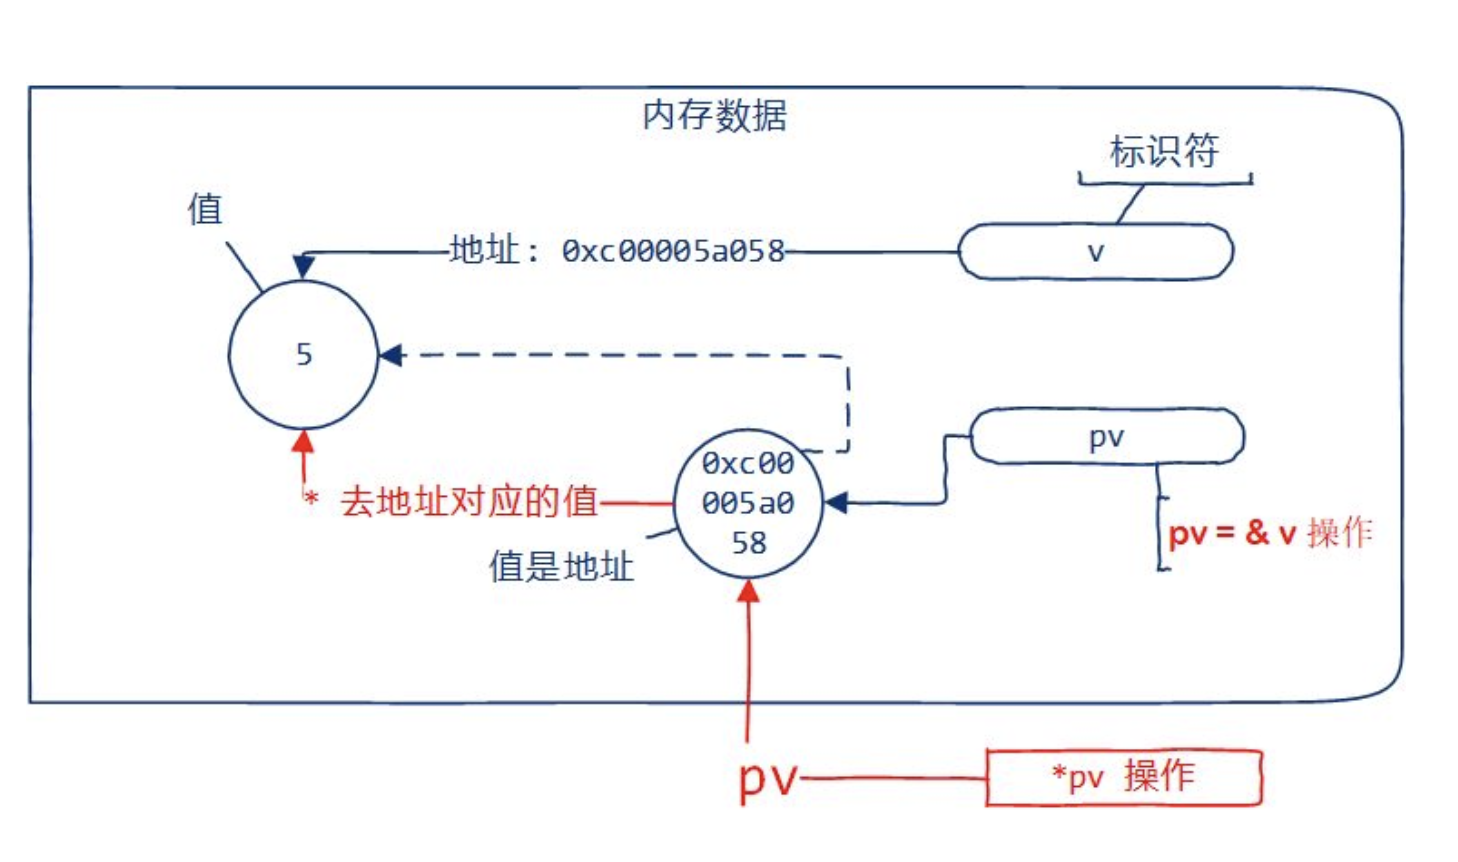 内存数据
标识符
值
地址: 0xc00005a058
v
5
pv
0xc00
005a0
58
* 去地址对应的值
pv = & v 操作
值是地址
pv
*pv 操作